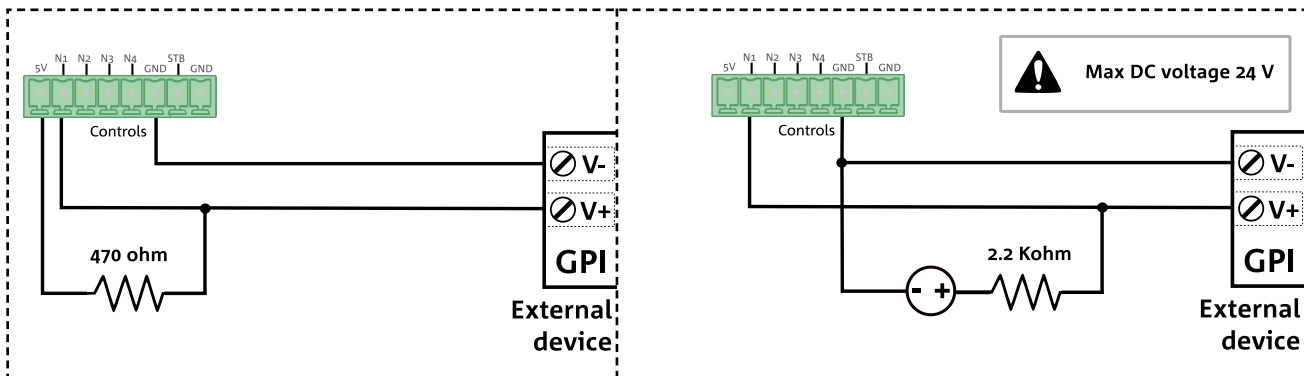 5V N1 N2 N3 N4 GND STB GND
Controls
V-
V+
470 ohm
GPI
External
device
5V N1 N2 N3 N4 GND STB GND
Max DC voltage 24 V
Controls
V-
V+
2.2 Kohm
GPI
- +
External
device